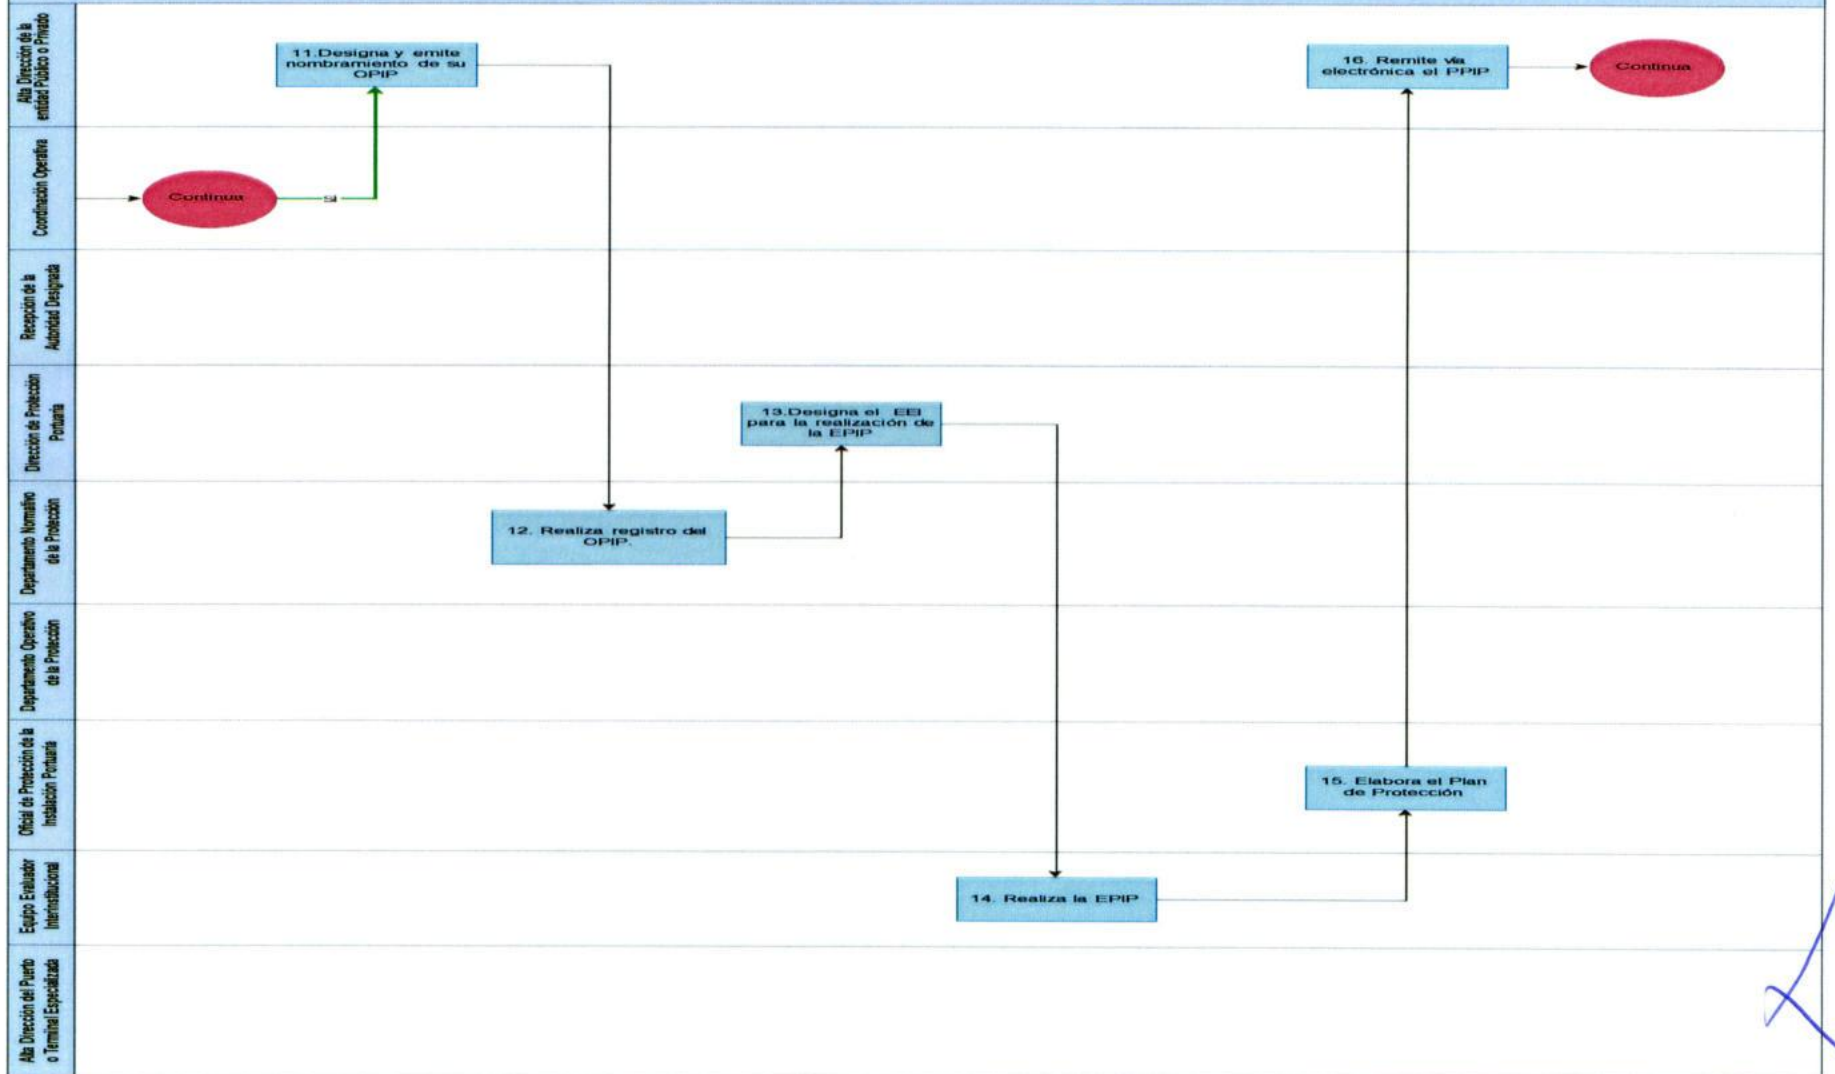 Alta Dirección de la
entidad Público o Privado
11.Designa y emite
nombramiento de su
OPIP
16. Remite vía
electrónica el PPIP
Continua
Coordinación Operativa
Continua
si
Recepción de la
Autoridad Designada
Dirección de Protección
Portuaria
13.Designa el EEI
para la realización de
la EPIP
Departamento Normativo
de la Protección
12. Realiza registro del
OPIP.
Departamento Operativo
de la Protección
Oficial de Protección de la
Instalación Portuaria
15. Elabora el Plan
de Protección
Equipo Evaluador
Interinstitucional
14. Realiza la EPIP
Alta Dirección del Puerto
o Terminal Especializada